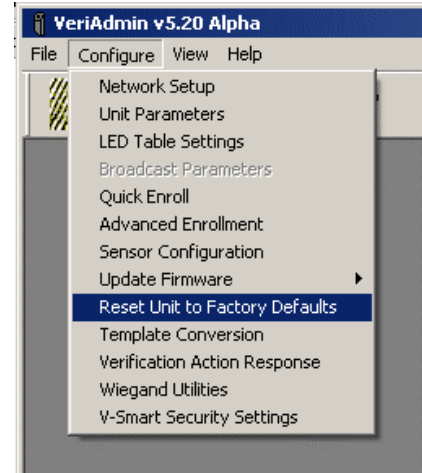 VeriAdmin v5.20 Alpha
File Configure View Help
Network Setup
Unit Parameters
LED Table Settings
Broadcast Parameters
Quick Enroll
Advanced Enrollment
Sensor Configuration
Update Firmware
Reset Unit to Factory Defaults
Template Conversion
Verification Action Response
Wiegand Utilities
V-Smart Security Settings